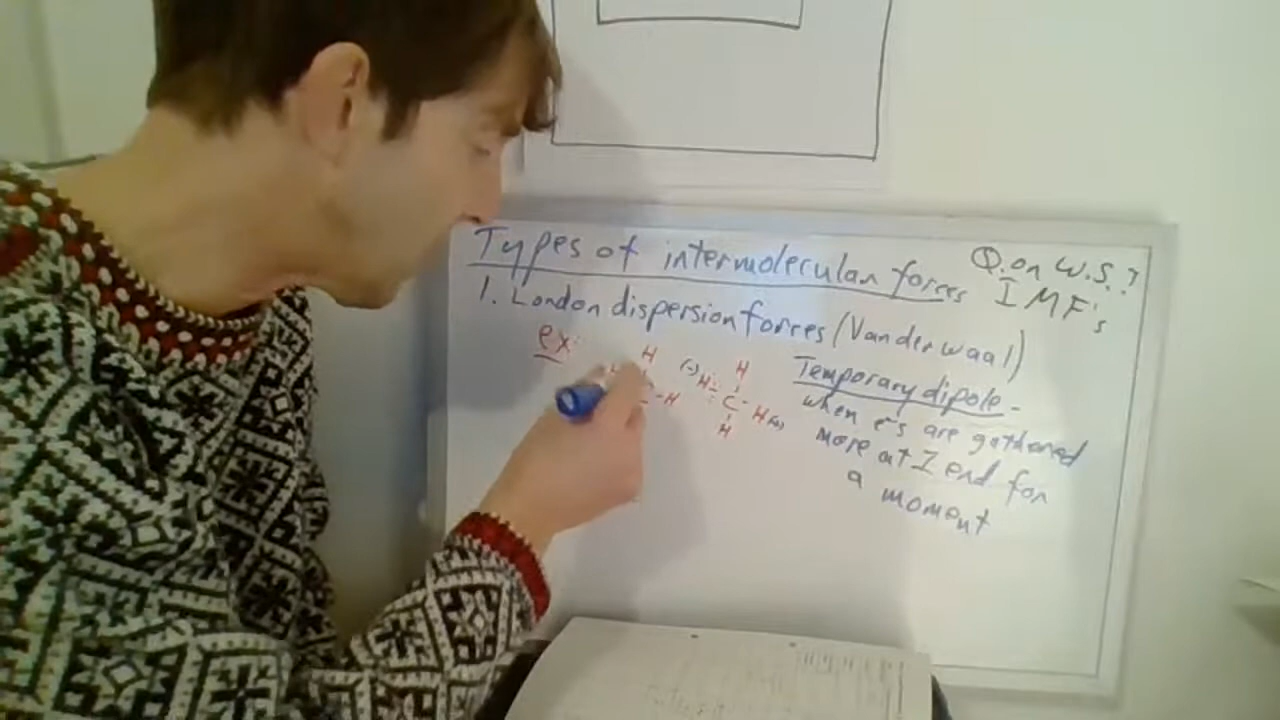 Types of intermolecular forces
Q. on W.S.?
IMF's
1. London dispersion forces (Vanderwaal)
ex:
H
C -H
(-)
H
H
C
H
H (+)
Temporary dipole -
when e⁻s are gathered
more at 1 end for
a moment